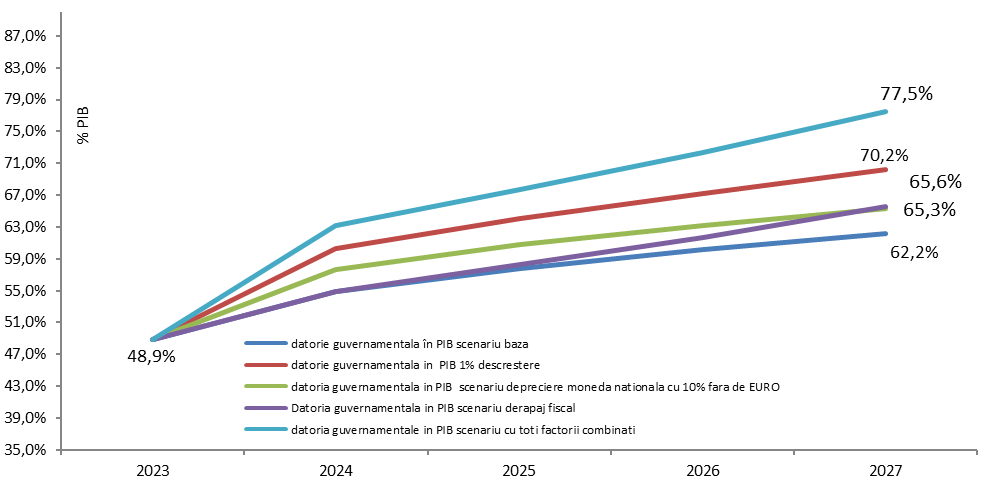 87,0%
83,0%
79,0%
75,0%
71,0%
67,0%
63,0%
59,0%
55,0%
51,0%
47,0%
43,0%
39,0%
35,0%
% PIB
77,5%
70,2%
65,6%
65,3%
62,2%
48,9%
datorie guvernamentala în PIB scenariu baza
datorie guvernamentala in PIB 1% descrestere
datoria guvernamentala in PIB scenariu depreciere moneda nationala cu 10% fara de EURO
Datoria guvernamentala in PIB scenariu derapaj fiscal
datoria guvernamentale in PIB scenariu cu toti factorii combinati
2023 2024 2025 2026 2027